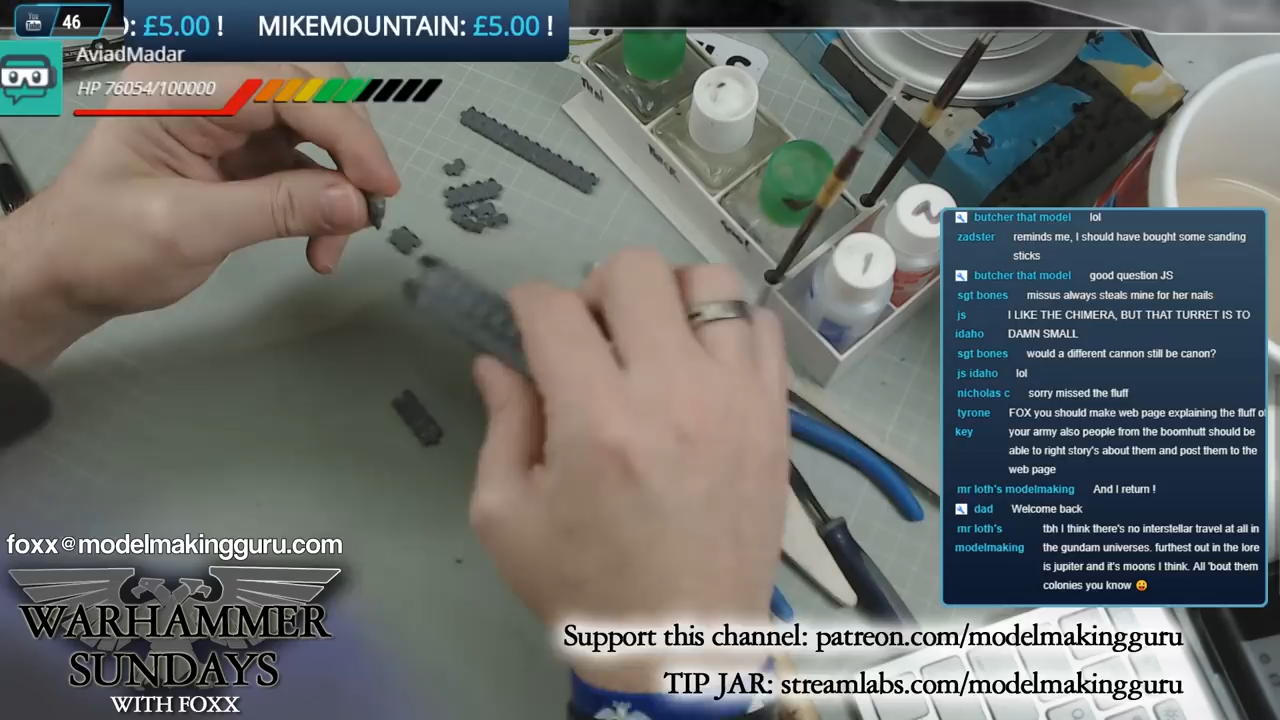 46
D: £5.00 ! MIKEMOUNTAIN: £5.00 !
AviadMadar
HP 76054/100000
butcher that model lol
zadster reminds me, I should have bought some sanding
sticks
butcher that model good question JS
sgt bones missus always steals mine for her nails
js I LIKE THE CHIMERA, BUT THAT TURRET IS TO
idaho DAMN SMALL
sgt bones would a different cannon still be canon?
js idaho lol
nicholas c sorry missed the fluff
tyrone FOX you should make web page explaining the fluff of
key your army also people from the boomhutt should be
able to right story's about them and post them to the
web page
mr loth's modelmaking And I return !
dad Welcome back
mr loth's tbh I think there's no interstellar travel at all in
modelmaking the gundam universes. furthest out in the lore
is jupiter and it's moons I think. All 'bout them
colonies you know 😀
foxx@modelmakingguru.com
WARHAMMER
SUNDAYS
WITH FOXX
Support this channel: patreon.com/modelmakingguru
TIP JAR: streamlabs.com/modelmakingguru